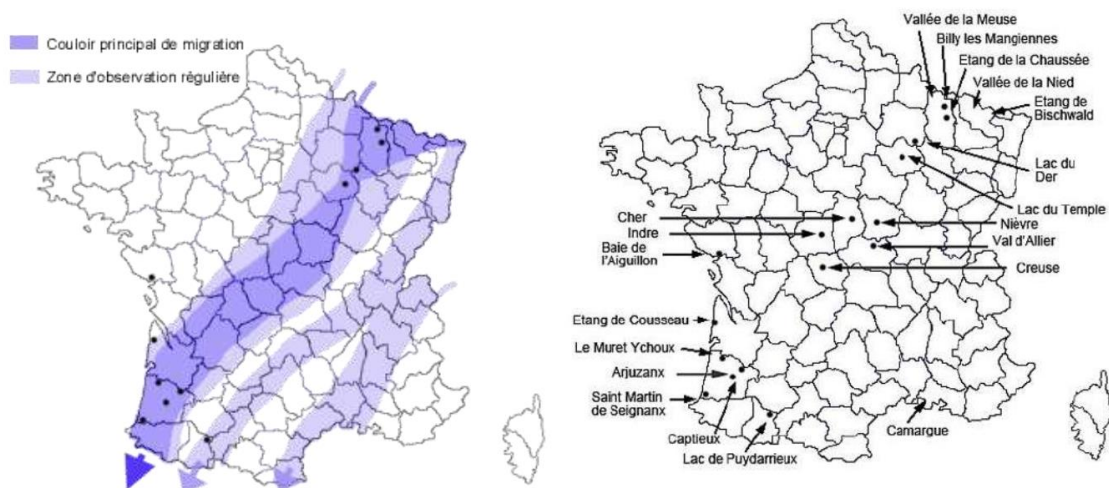 Couloir principal de migration
Zone d'observation régulière
Vallée de la Meuse
Billy les Mangiennes
Etang de la Chaussée
Vallée de la Nied
Etang de
Bischwald
Lac du
Der
Lac du Temple
Cher
Nièvre
Indre
Val d'Allier
Baie de
l'Aiguillon
Creuse
Etang de Cousseau
Le Muret Ychoux
Arjuzanx
Saint Martin
de Seignanx
Captieux
Camargue
Lac de Puydarrieux